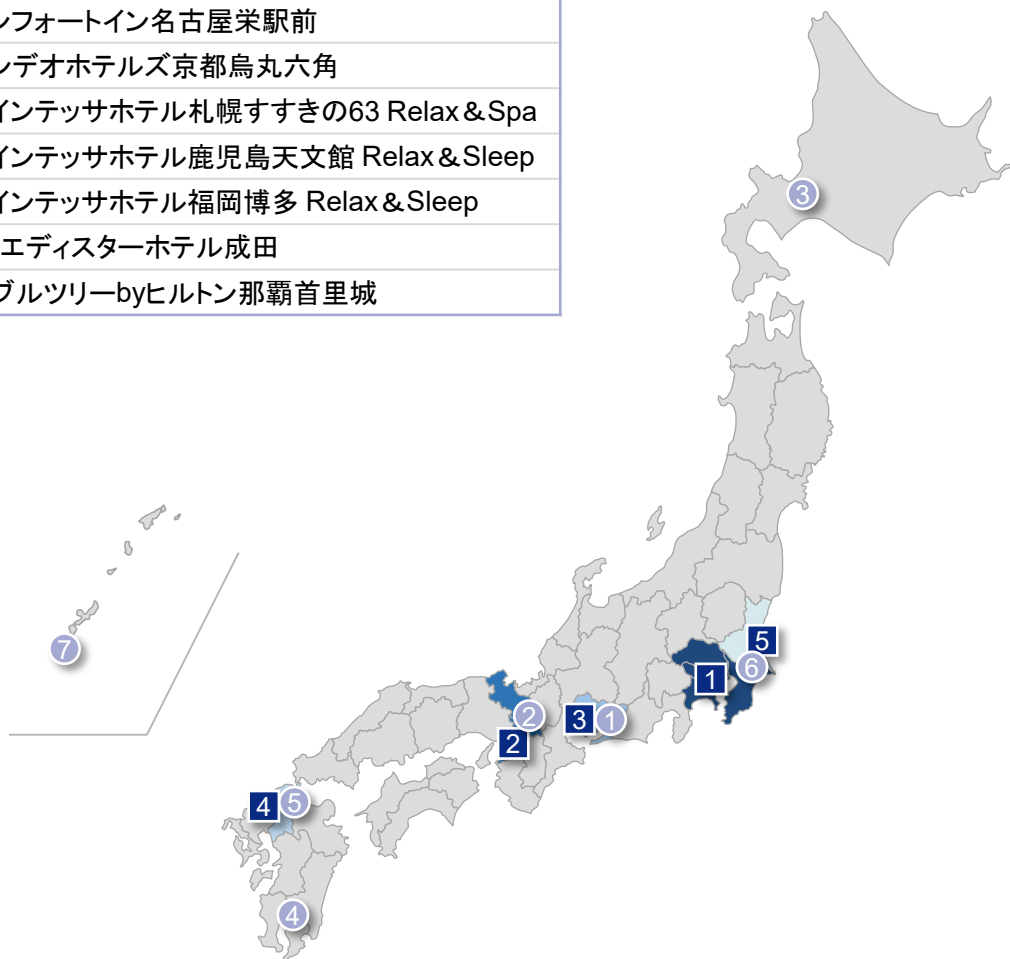 ンフォートイン名古屋栄駅前
ンデオホテルズ京都烏丸六角
インテッサホテル札幌すすきの63 Relax&Spa
インテッサホテル鹿児島天文館 Relax&Sleep
インテッサホテル福岡博多 Relax&Sleep
エディスターホテル成田
ブルツリーbyヒルトン那覇首里城
3
7
5
6
1
2
3
1
2
4
5
4